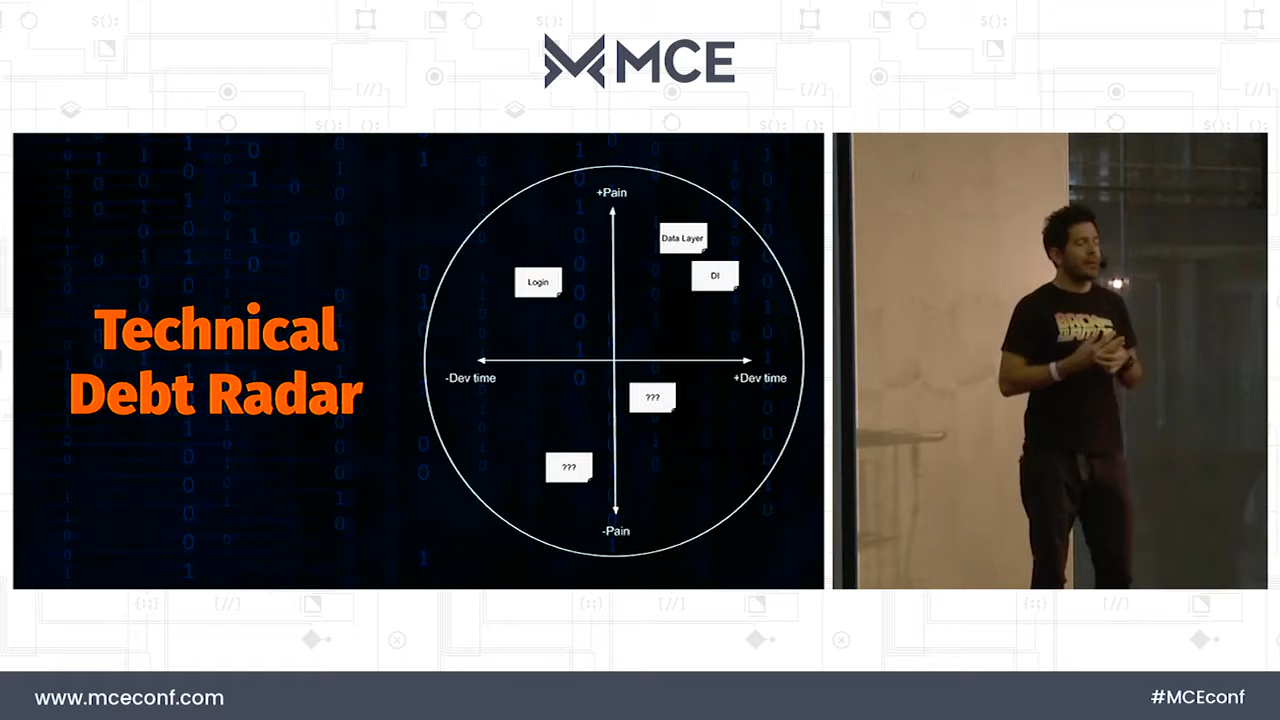 MCE
Technical
Debt Radar
+Pain
Data Layer
DI
Login
-Dev time
+Dev time
???
???
-Pain
www.mceconf.com
#MCEconf